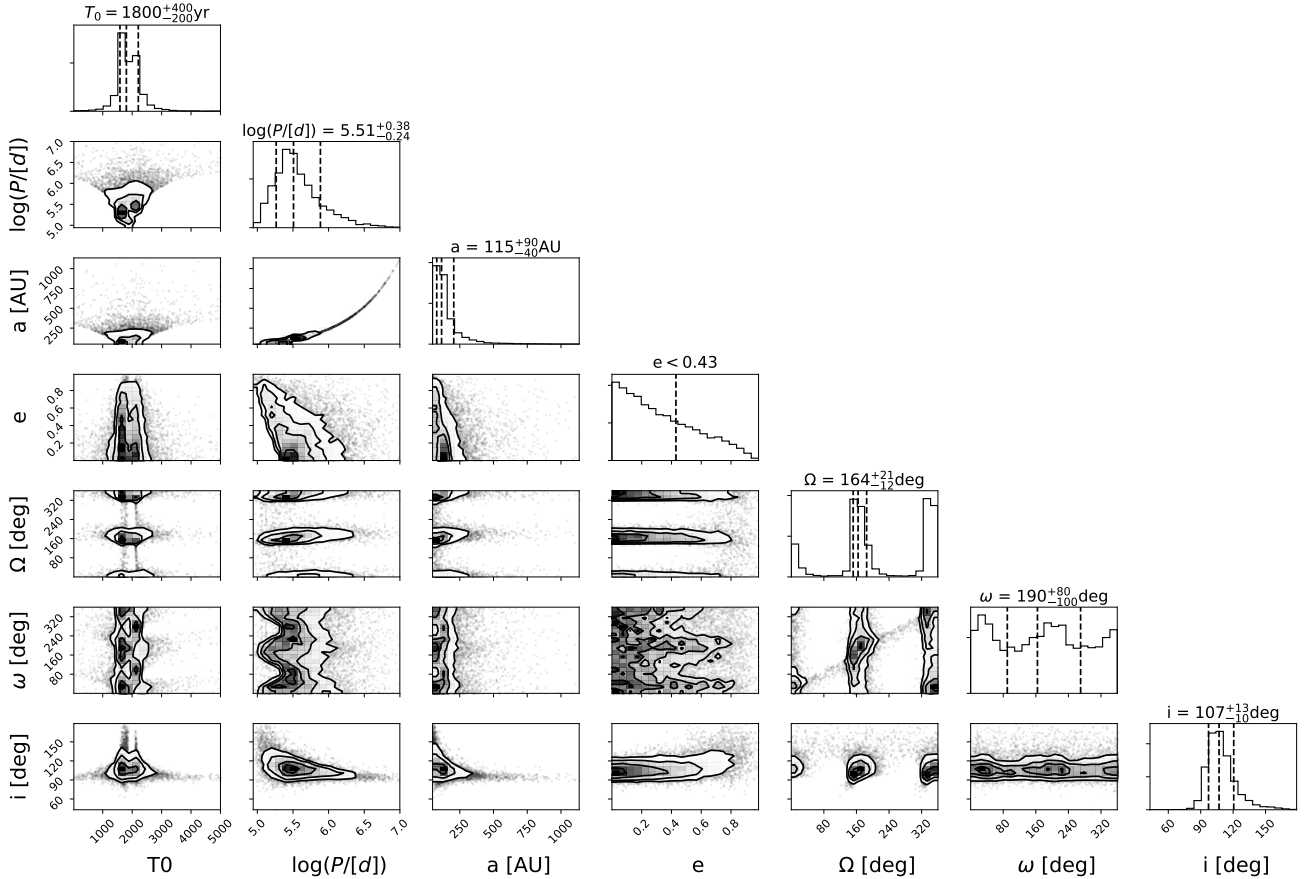 T₀ = 1800⁺⁴⁰⁰₋₂₀₀yr
log(P/[d])
7.0
6.5
6.0
5.5
5.0
log(P/[d]) = 5.51⁺⁰·³⁸₋₀.₂₄
a [AU]
1000
750
500
250
a = 115⁺⁹⁰₋₄₀AU
e
0.8
0.6
0.4
0.2
e < 0.43
Ω [deg]
320
240
160
80
Ω = 164⁺²¹₋₁₂deg
ω [deg]
320
240
160
80
ω = 190⁺⁸⁰₋₁₀₀deg
i [deg]
150
120
90
60
i = 107⁺¹³₋₁₀deg
1000 2000 3000 4000 5000 5.0 5.5 6.0 6.5 7.0 250 500 750 1000 0.2 0.4 0.6 0.8 80 160 240 320 80 160 240 320 60 90 120 150
T0 log(P/[d]) a [AU] e Ω [deg] ω [deg] i [deg]